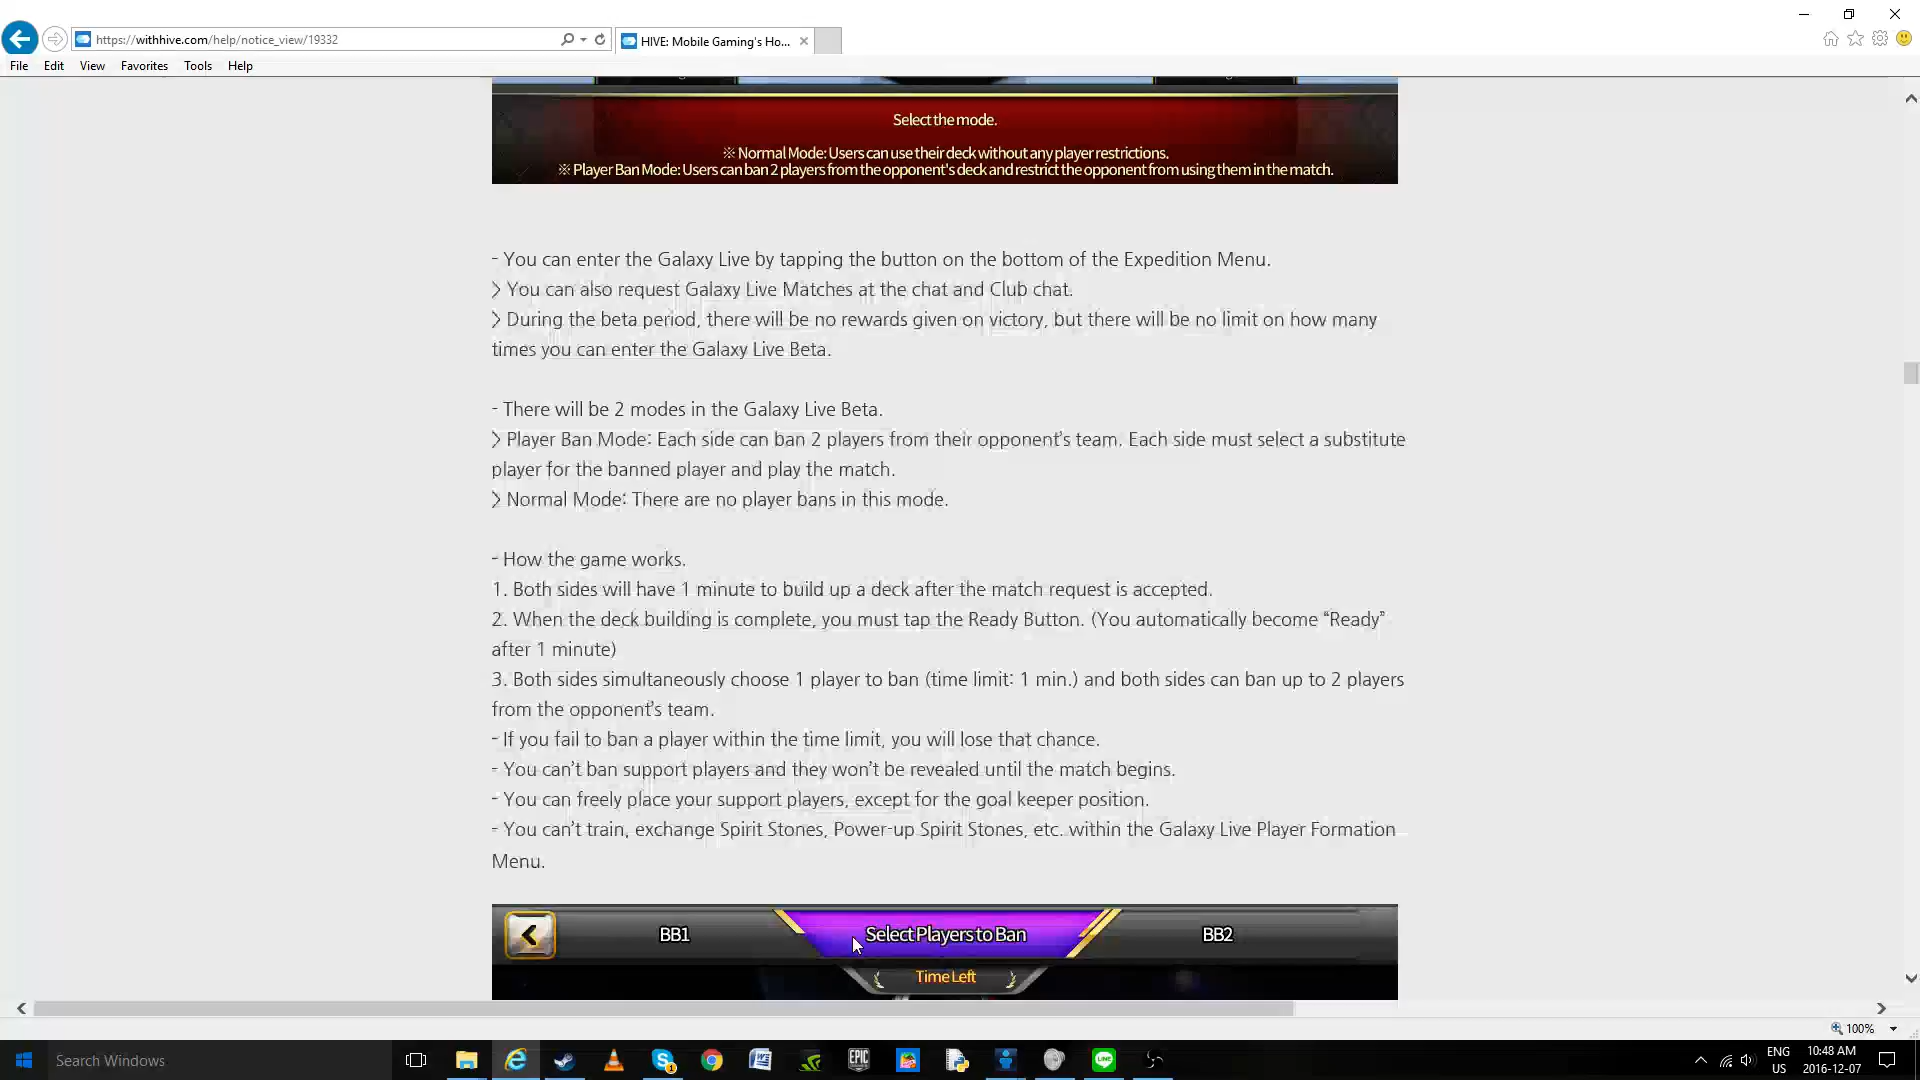 https://withhive.com/help/notice_view/19332
HIVE: Mobile Gaming's Ho...
File Edit View Favorites Tools Help
Select the mode.
※ Normal Mode: Users can use their deck without any player restrictions.
※ Player Ban Mode: Users can ban 2 players from the opponent's deck and restrict the opponent from using them in the match.
- You can enter the Galaxy Live by tapping the button on the bottom of the Expedition Menu.
> You can also request Galaxy Live Matches at the chat and Club chat.
> During the beta period, there will be no rewards given on victory, but there will be no limit on how many
times you can enter the Galaxy Live Beta.
- There will be 2 modes in the Galaxy Live Beta.
> Player Ban Mode: Each side can ban 2 players from their opponent's team. Each side must select a substitute
player for the banned player and play the match.
> Normal Mode: There are no player bans in this mode.
- How the game works.
1. Both sides will have 1 minute to build up a deck after the match request is accepted.
2. When the deck building is complete, you must tap the Ready Button. (You automatically become “Ready”
after 1 minute)
3. Both sides simultaneously choose 1 player to ban (time limit: 1 min.) and both sides can ban up to 2 players
from the opponent's team.
- If you fail to ban a player within the time limit, you will lose that chance.
- You can't ban support players and they won't be revealed until the match begins.
- You can freely place your support players, except for the goal keeper position.
- You can't train, exchange Spirit Stones, Power-up Spirit Stones, etc. within the Galaxy Live Player Formation
Menu.
BB1 Select Players to Ban BB2
Time Left
100%
Search Windows
EPIC GAMES
LINE
ENG
US
10:48 AM
2016-12-07